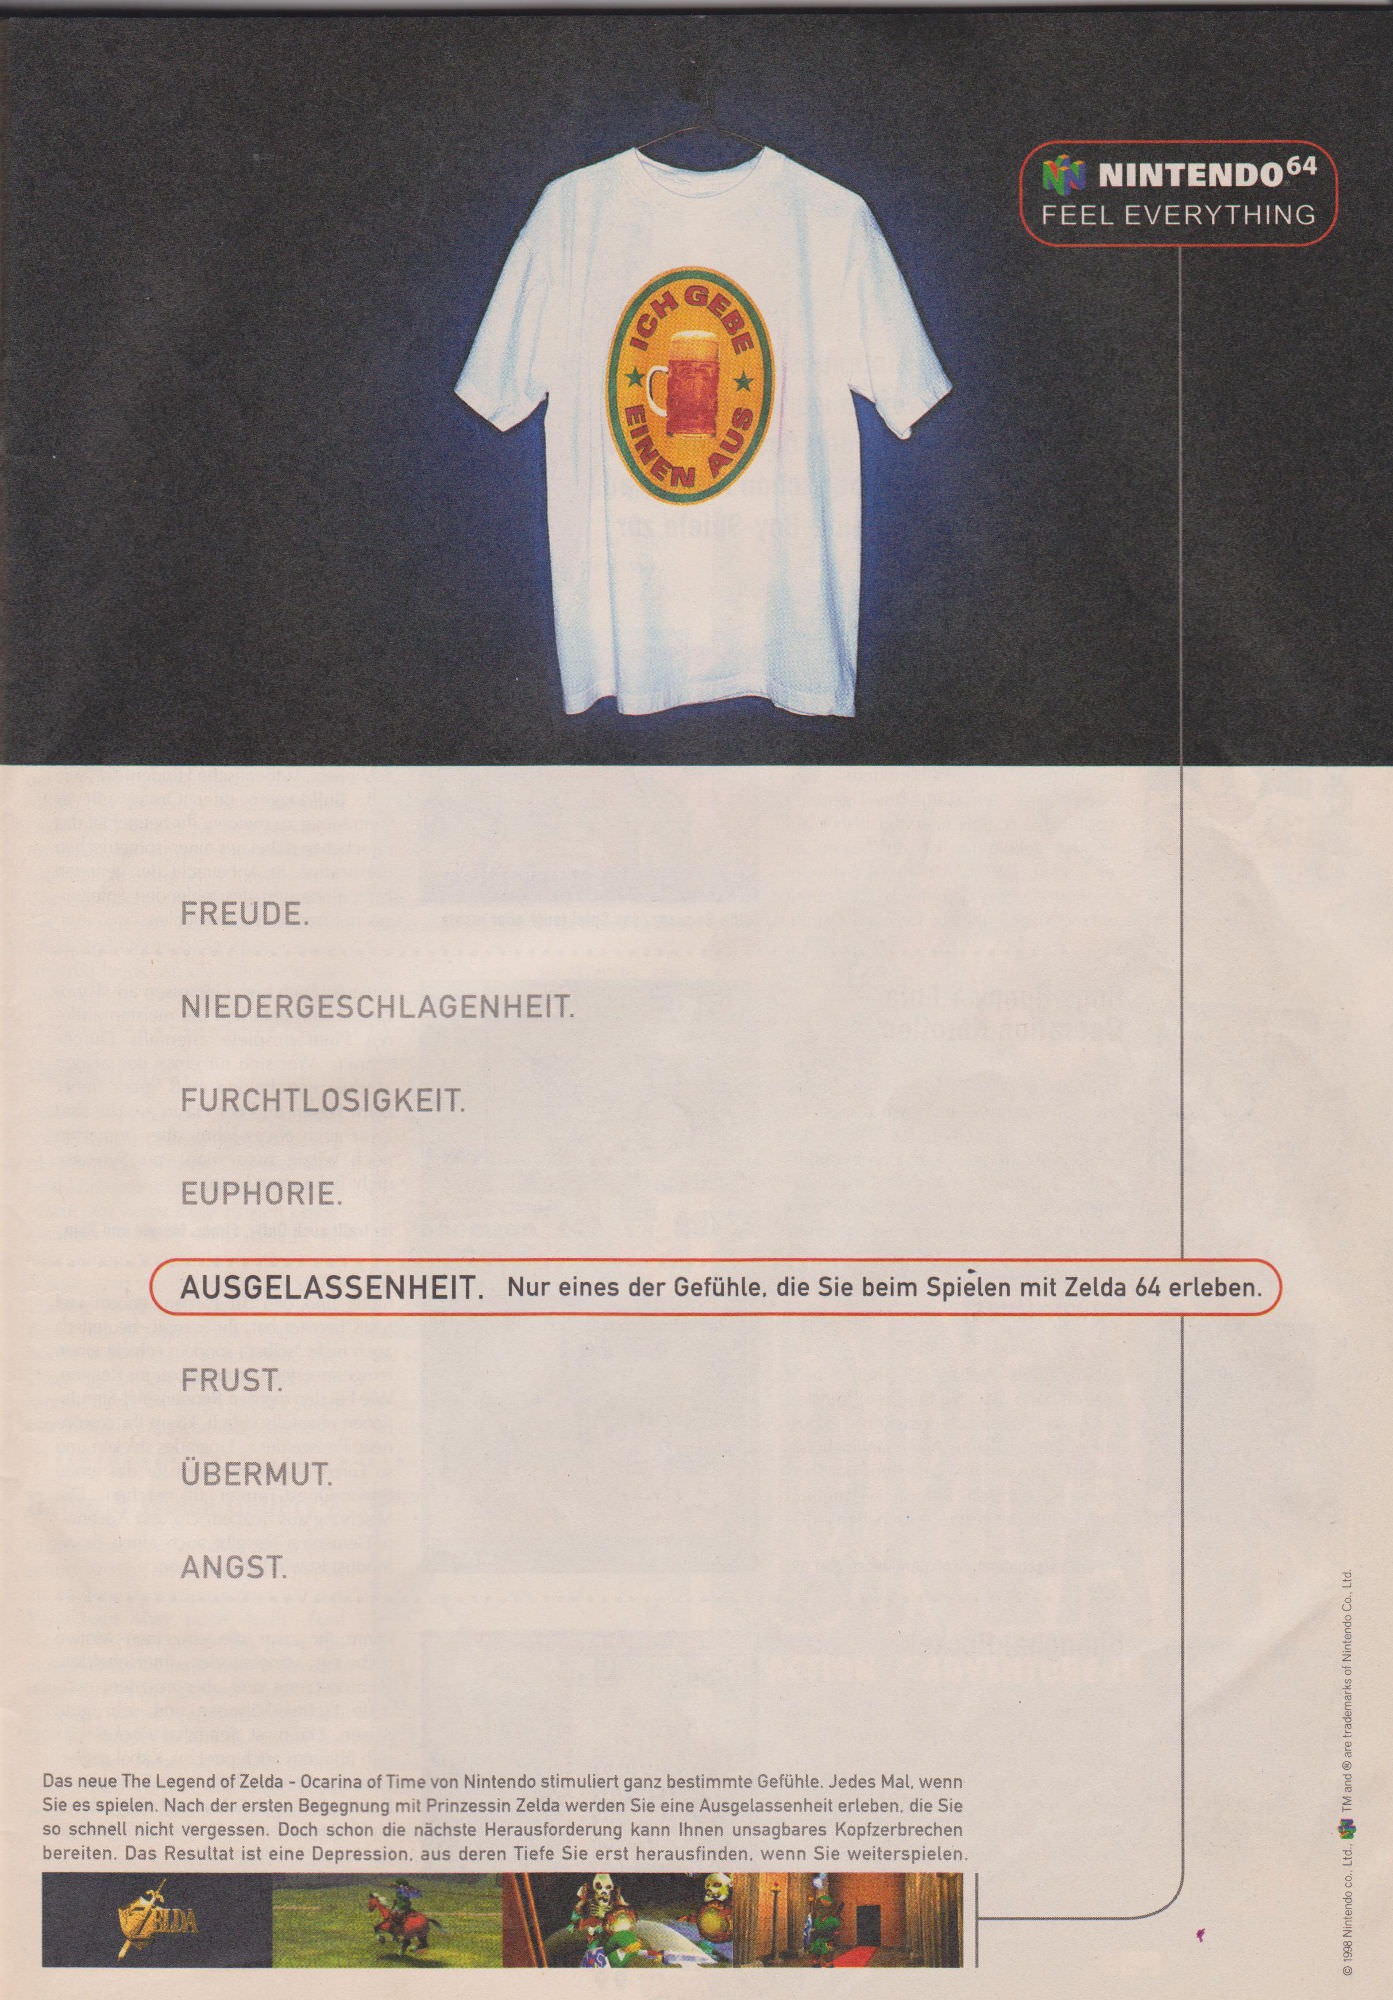 NINTENDO 64
FEEL EVERYTHING
ICH GEBE
EINEN AUS
FREUDE.
NIEDERGESCHLAGENHEIT.
FURCHTLOSIGKEIT.
EUPHORIE.
AUSGELASSENHEIT. Nur eines der Gefühle, die Sie beim Spielen mit Zelda 64 erleben.
FRUST.
ÜBERMUT.
ANGST.
Das neue The Legend of Zelda - Ocarina of Time von Nintendo stimuliert ganz bestimmte Gefühle. Jedes Mal, wenn
Sie es spielen. Nach der ersten Begegnung mit Prinzessin Zelda werden Sie eine Ausgelassenheit erleben, die Sie
so schnell nicht vergessen. Doch schon die nächste Herausforderung kann Ihnen unsagbares Kopfzerbrechen
bereiten. Das Resultat ist eine Depression, aus deren Tiefe Sie erst herausfinden, wenn Sie weiterspielen.
ZELDA
© 1998 Nintendo co., Ltd., TM and ® are trademarks of Nintendo Co., Ltd.